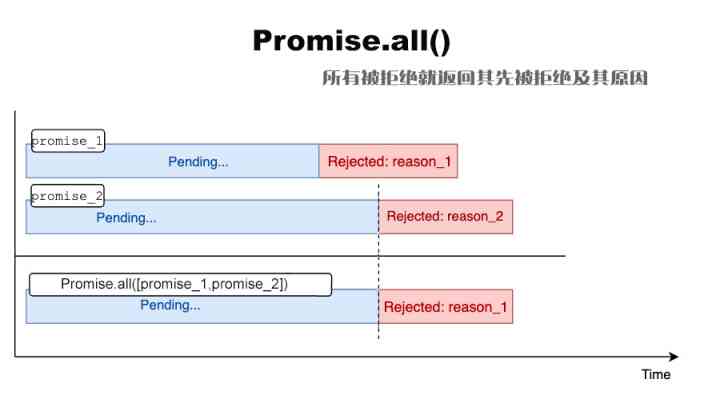 Promise.all()
所有被拒绝就返回其先被拒绝及其原因
promise_1
Pending...
Rejected: reason_1
promise_2
Pending...
Rejected: reason_2
Promise.all([promise_1,promise_2])
Pending...
Rejected: reason_1
Time